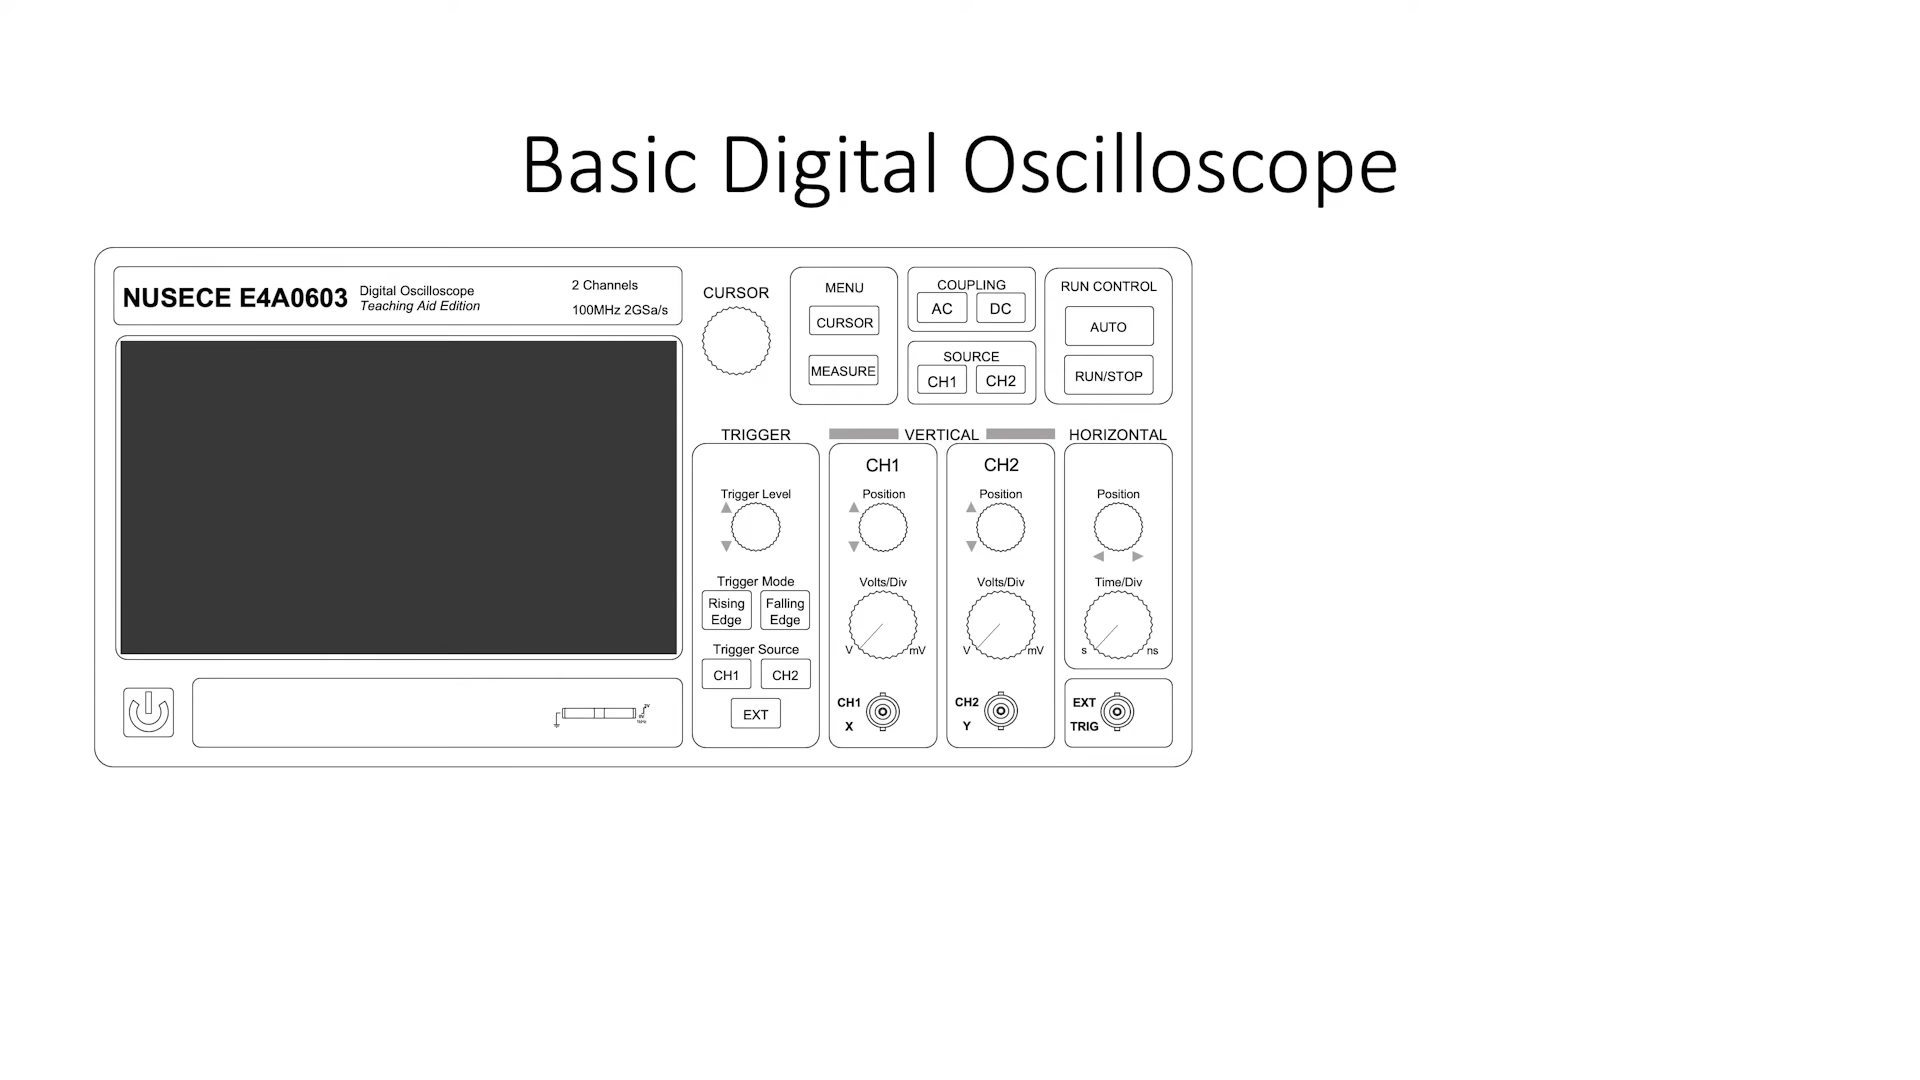 Basic Digital Oscilloscope
NUSECE E4A0603
Digital Oscilloscope
Teaching Aid Edition
2 Channels
100MHz 2GSa/s
CURSOR
MENU
CURSOR
MEASURE
COUPLING
AC DC
SOURCE
CH1 CH2
RUN CONTROL
AUTO
RUN/STOP
TRIGGER
Trigger Level
Trigger Mode
Rising
Edge
Falling
Edge
Trigger Source
CH1 CH2
EXT
VERTICAL
CH1
Position
Volts/Div
V mV
CH1
X
CH2
Position
Volts/Div
V mV
CH2
Y
HORIZONTAL
Position
Time/Div
s ns
EXT
TRIG